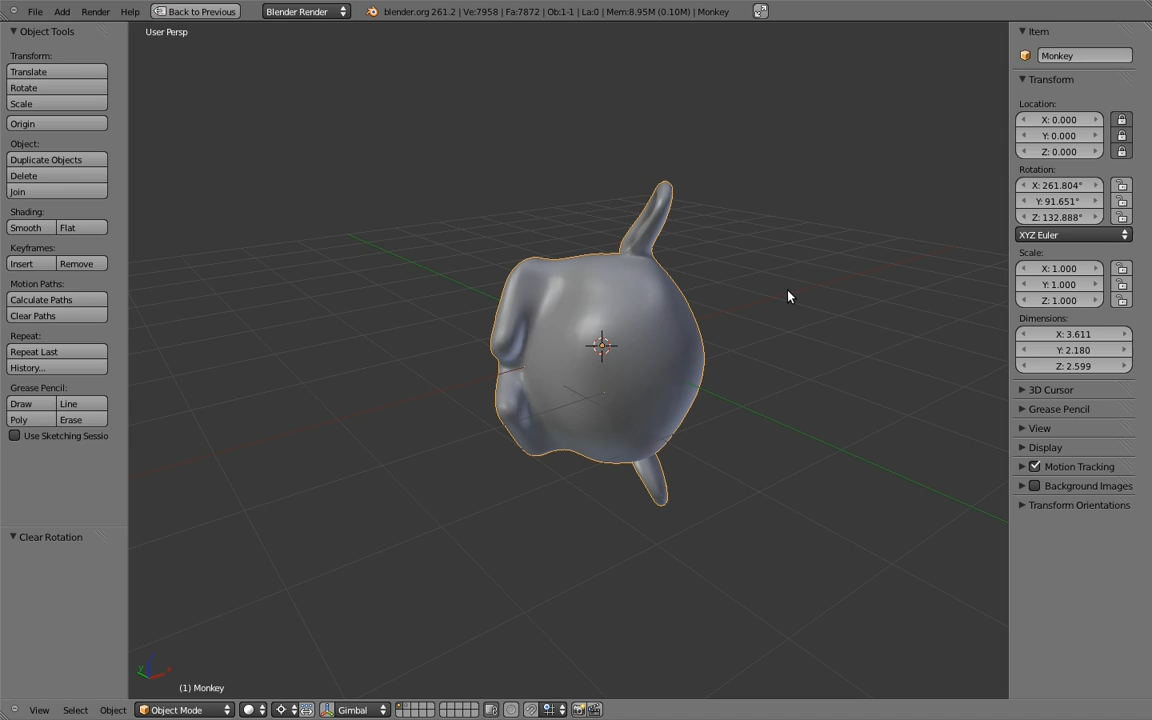 File Add Render Help Back to Previous Blender Render blender.org 261.2 | Ve:7958 | Fa:7872 | Ob:1-1 | La:0 | Mem:8.95M (0.10M) | Monkey
Object Tools
Transform:
Translate
Rotate
Scale
Origin
Object:
Duplicate Objects
Delete
Join
Shading:
Smooth Flat
Keyframes:
Insert Remove
Motion Paths:
Calculate Paths
Clear Paths
Repeat:
Repeat Last
History...
Grease Pencil:
Draw Line
Poly Erase
Use Sketching Sessio
Clear Rotation
User Persp
y x
(1) Monkey
Item
Monkey
Transform
Location:
X: 0.000
Y: 0.000
Z: 0.000
Rotation:
X: 261.804°
Y: 91.651°
Z: 132.888°
XYZ Euler
Scale:
X: 1.000
Y: 1.000
Z: 1.000
Dimensions:
X: 3.611
Y: 2.180
Z: 2.599
3D Cursor
Grease Pencil
View
Display
Motion Tracking
Background Images
Transform Orientations
View Select Object Object Mode Gimbal